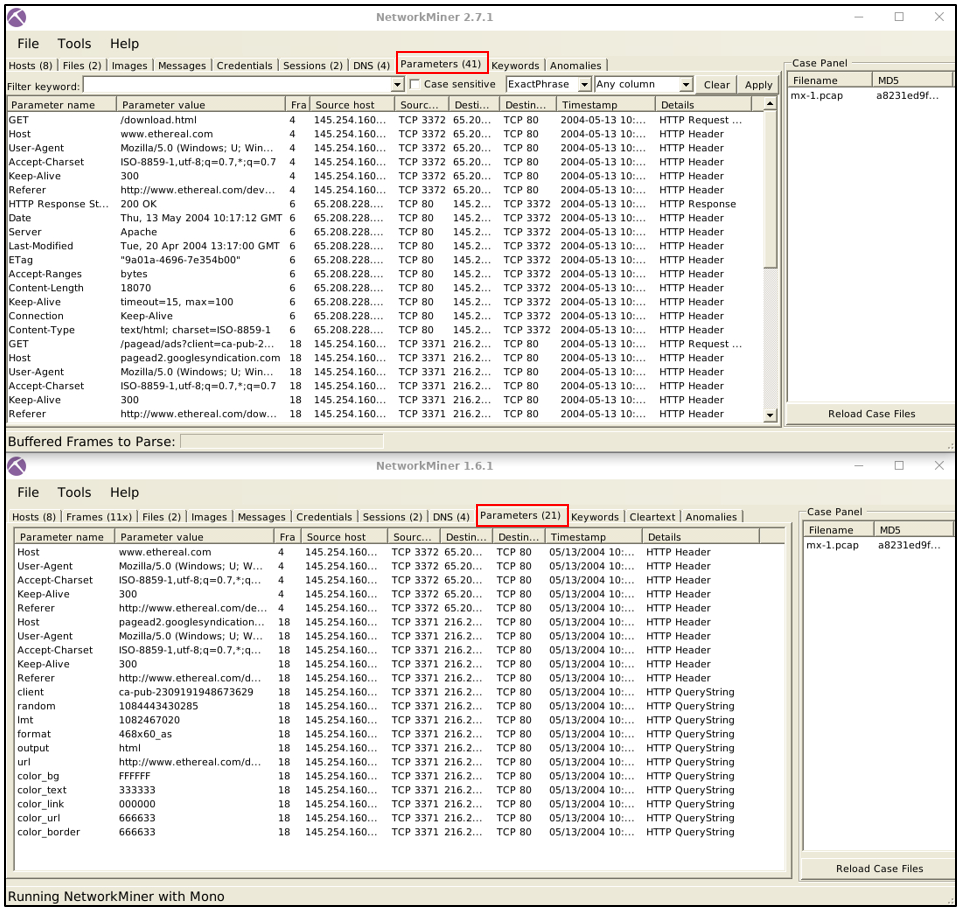 NetworkMiner 2.7.1
File Tools Help
Hosts (8) Files (2) Images Messages Credentials Sessions (2) DNS (4) Parameters (41) Keywords Anomalies
Case Panel
Filter keyword: Case sensitive ExactPhrase Any column Clear Apply
Filename MD5
Parameter name Parameter value Fra Source host Sourc... Desti... Destin... Timestamp Details
mx-1.pcap a8231ed9f...
GET /download.html 4 145.254.160... TCP 3372 65.20... TCP 80 2004-05-13 10:... HTTP Request ...
Host www.ethereal.com 4 145.254.160... TCP 3372 65.20... TCP 80 2004-05-13 10:... HTTP Header
User-Agent Mozilla/5.0 (Windows; U; Win... 4 145.254.160... TCP 3372 65.20... TCP 80 2004-05-13 10:... HTTP Header
Accept-Charset ISO-8859-1,utf-8;q=0.7,*;q=0.7 4 145.254.160... TCP 3372 65.20... TCP 80 2004-05-13 10:... HTTP Header
Keep-Alive 300 4 145.254.160... TCP 3372 65.20... TCP 80 2004-05-13 10:... HTTP Header
Referer http://www.ethereal.com/dev... 4 145.254.160... TCP 3372 65.20... TCP 80 2004-05-13 10:... HTTP Header
HTTP Response St... 200 OK 6 65.208.228.... TCP 80 145.2... TCP 3372 2004-05-13 10:... HTTP Response
Date Thu, 13 May 2004 10:17:12 GMT 6 65.208.228.... TCP 80 145.2... TCP 3372 2004-05-13 10:... HTTP Header
Server Apache 6 65.208.228.... TCP 80 145.2... TCP 3372 2004-05-13 10:... HTTP Header
Last-Modified Tue, 20 Apr 2004 13:17:00 GMT 6 65.208.228.... TCP 80 145.2... TCP 3372 2004-05-13 10:... HTTP Header
ETag "9a01a-4696-7e354b00" 6 65.208.228.... TCP 80 145.2... TCP 3372 2004-05-13 10:... HTTP Header
Accept-Ranges bytes 6 65.208.228.... TCP 80 145.2... TCP 3372 2004-05-13 10:... HTTP Header
Content-Length 18070 6 65.208.228.... TCP 80 145.2... TCP 3372 2004-05-13 10:... HTTP Header
Keep-Alive timeout=15, max=100 6 65.208.228.... TCP 80 145.2... TCP 3372 2004-05-13 10:... HTTP Header
Connection Keep-Alive 6 65.208.228.... TCP 80 145.2... TCP 3372 2004-05-13 10:... HTTP Header
Content-Type text/html; charset=ISO-8859-1 6 65.208.228.... TCP 80 145.2... TCP 3372 2004-05-13 10:... HTTP Header
GET /pagead/ads?client=ca-pub-2... 18 145.254.160... TCP 3371 216.2... TCP 80 2004-05-13 10:... HTTP Request ...
Host pagead2.googlesyndication.com 18 145.254.160... TCP 3371 216.2... TCP 80 2004-05-13 10:... HTTP Header
User-Agent Mozilla/5.0 (Windows; U; Win... 18 145.254.160... TCP 3371 216.2... TCP 80 2004-05-13 10:... HTTP Header
Accept-Charset ISO-8859-1,utf-8;q=0.7,*;q=0.7 18 145.254.160... TCP 3371 216.2... TCP 80 2004-05-13 10:... HTTP Header
Keep-Alive 300 18 145.254.160... TCP 3371 216.2... TCP 80 2004-05-13 10:... HTTP Header
Referer http://www.ethereal.com/dow... 18 145.254.160... TCP 3371 216.2... TCP 80 2004-05-13 10:... HTTP Header
Reload Case Files
Buffered Frames to Parse:
NetworkMiner 1.6.1
File Tools Help
Hosts (8) Frames (11x) Files (2) Images Messages Credentials Sessions (2) DNS (4) Parameters (21) Keywords Cleartext Anomalies
Case Panel
Parameter name Parameter value Fra Source host Sourc... Destin... Destin... Timestamp Details
Filename MD5
mx-1.pcap a8231ed9f...
Host www.ethereal.com 4 145.254.160... TCP 3372 65.20... TCP 80 05/13/2004 10:... HTTP Header
User-Agent Mozilla/5.0 (Windows; U; W... 4 145.254.160... TCP 3372 65.20... TCP 80 05/13/2004 10:... HTTP Header
Accept-Charset ISO-8859-1,utf-8;q=0.7,*;q... 4 145.254.160... TCP 3372 65.20... TCP 80 05/13/2004 10:... HTTP Header
Keep-Alive 300 4 145.254.160... TCP 3372 65.20... TCP 80 05/13/2004 10:... HTTP Header
Referer http://www.ethereal.com/de... 4 145.254.160... TCP 3372 65.20... TCP 80 05/13/2004 10:... HTTP Header
Host pagead2.googlesyndication... 18 145.254.160... TCP 3371 216.2... TCP 80 05/13/2004 10:... HTTP Header
User-Agent Mozilla/5.0 (Windows; U; W... 18 145.254.160... TCP 3371 216.2... TCP 80 05/13/2004 10:... HTTP Header
Accept-Charset ISO-8859-1,utf-8;q=0.7,*;q... 18 145.254.160... TCP 3371 216.2... TCP 80 05/13/2004 10:... HTTP Header
Keep-Alive 300 18 145.254.160... TCP 3371 216.2... TCP 80 05/13/2004 10:... HTTP Header
Referer http://www.ethereal.com/d... 18 145.254.160... TCP 3371 216.2... TCP 80 05/13/2004 10:... HTTP Header
client ca-pub-2309191948673629 18 145.254.160... TCP 3371 216.2... TCP 80 05/13/2004 10:... HTTP QueryString
random 1084443430285 18 145.254.160... TCP 3371 216.2... TCP 80 05/13/2004 10:... HTTP QueryString
lmt 1082467020 18 145.254.160... TCP 3371 216.2... TCP 80 05/13/2004 10:... HTTP QueryString
format 468x60_as 18 145.254.160... TCP 3371 216.2... TCP 80 05/13/2004 10:... HTTP QueryString
output html 18 145.254.160... TCP 3371 216.2... TCP 80 05/13/2004 10:... HTTP QueryString
url http://www.ethereal.com/d... 18 145.254.160... TCP 3371 216.2... TCP 80 05/13/2004 10:... HTTP QueryString
color_bg FFFFFF 18 145.254.160... TCP 3371 216.2... TCP 80 05/13/2004 10:... HTTP QueryString
color_text 333333 18 145.254.160... TCP 3371 216.2... TCP 80 05/13/2004 10:... HTTP QueryString
color_link 000000 18 145.254.160... TCP 3371 216.2... TCP 80 05/13/2004 10:... HTTP QueryString
color_url 666633 18 145.254.160... TCP 3371 216.2... TCP 80 05/13/2004 10:... HTTP QueryString
color_border 666633 18 145.254.160... TCP 3371 216.2... TCP 80 05/13/2004 10:... HTTP QueryString
Reload Case Files
Running NetworkMiner with Mono